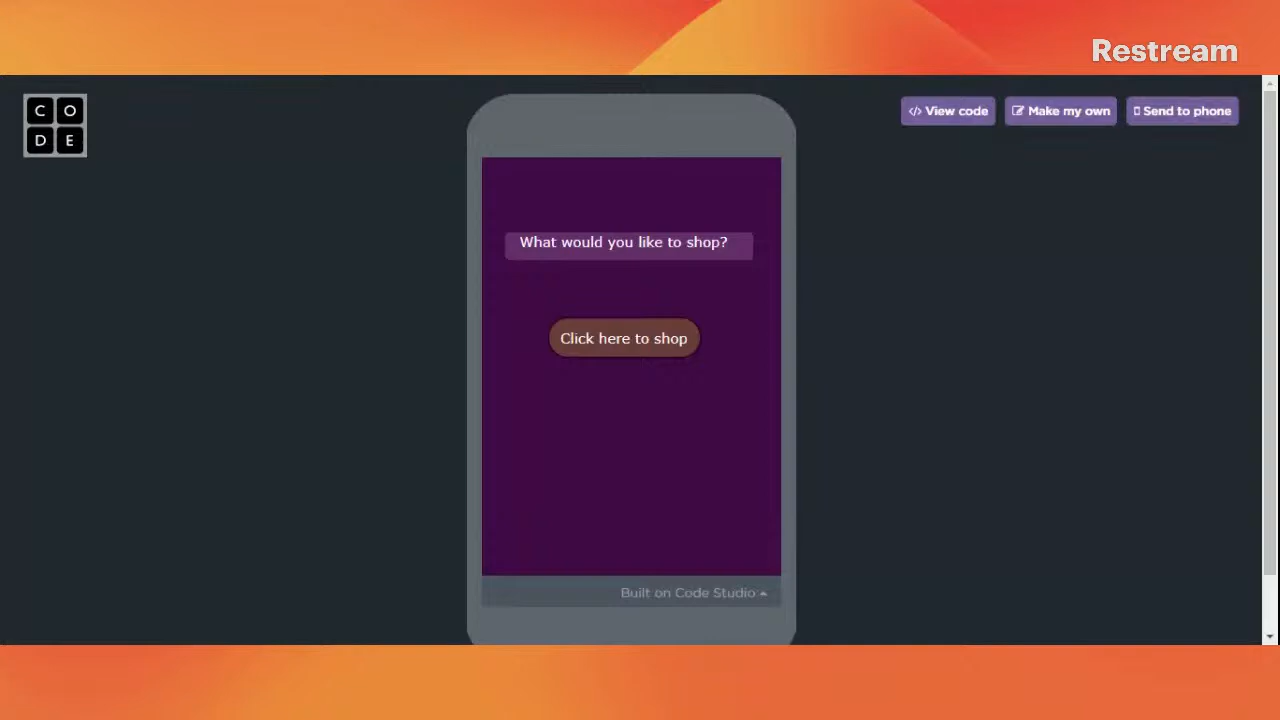 Restream
C O
D E
View code
Make my own
Send to phone
What would you like to shop?
Click here to shop
Built on Code Studio